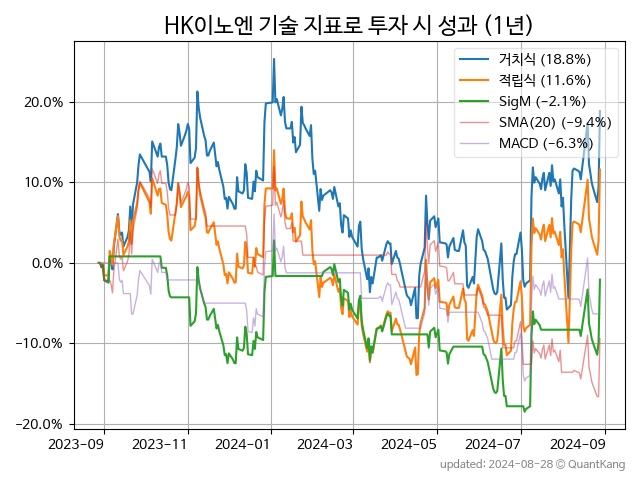 HK이노엔 기술 지표로 투자 시 성과 (1년)
거치식 (18.8%)
적립식 (11.6%)
SigM (−2.1%)
SMA(20) (−9.4%)
MACD (−6.3%)
20.0%
10.0%
0.0%
−10.0%
−20.0%
2023-09 2023-11 2024-01 2024-03 2024-05 2024-07 2024-09
updated: 2024-08-28 © QuantKang